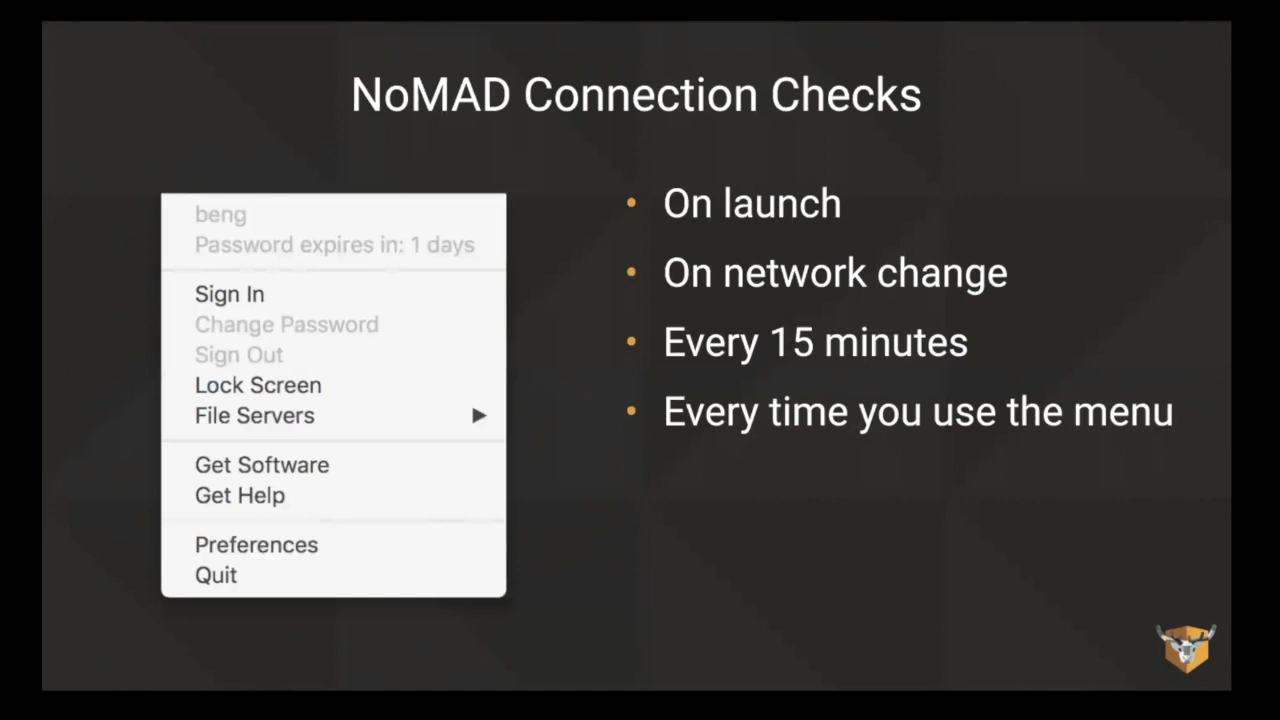 NoMAD Connection Checks
beng
Password expires in: 1 days
Sign In
Change Password
Sign Out
Lock Screen
File Servers
Get Software
Get Help
Preferences
Quit
• On launch
• On network change
• Every 15 minutes
• Every time you use the menu